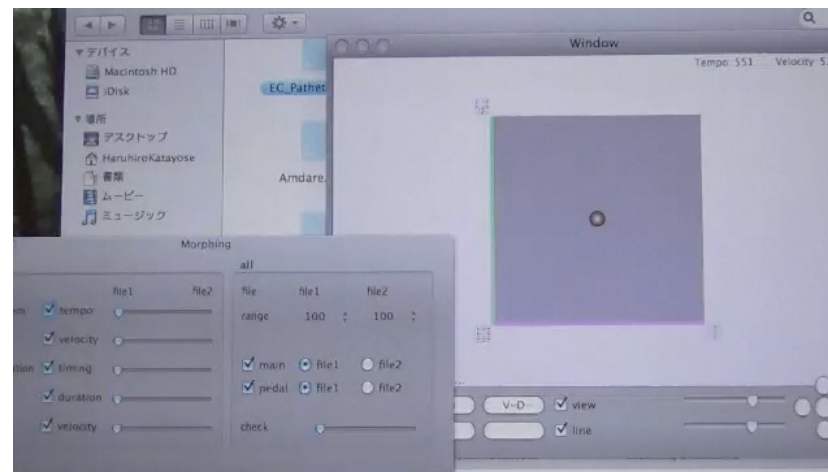 Window
Tempo: 551 Velocity 5
デバイス
Macintosh HD
iDisk
場所
デスクトップ
HaruhiroKatayose
書類
ムービー
ミュージック
EC_Pathet
Amdare.
Morphing
all
file1 file2
file file1 file2
tempo
range 100 100
velocity
timing
main file1 file2
duration
pedal file1 file2
velocity
check
V-D-
view
line